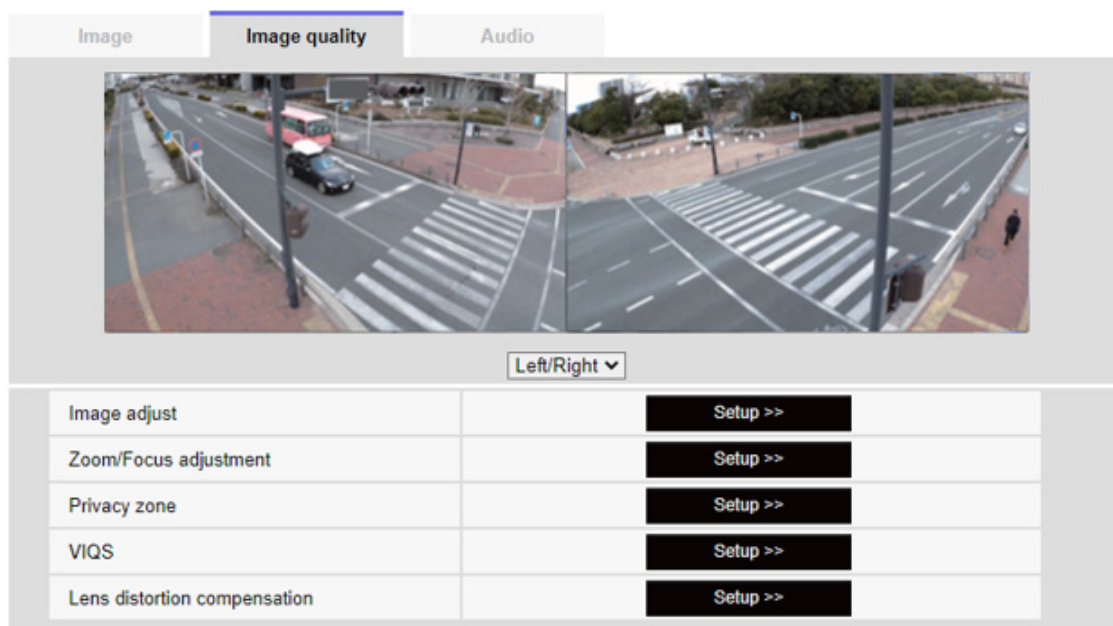 Image Image quality Audio
Left/Right
Image adjust Setup >>
Zoom/Focus adjustment Setup >>
Privacy zone Setup >>
VIQS Setup >>
Lens distortion compensation Setup >>